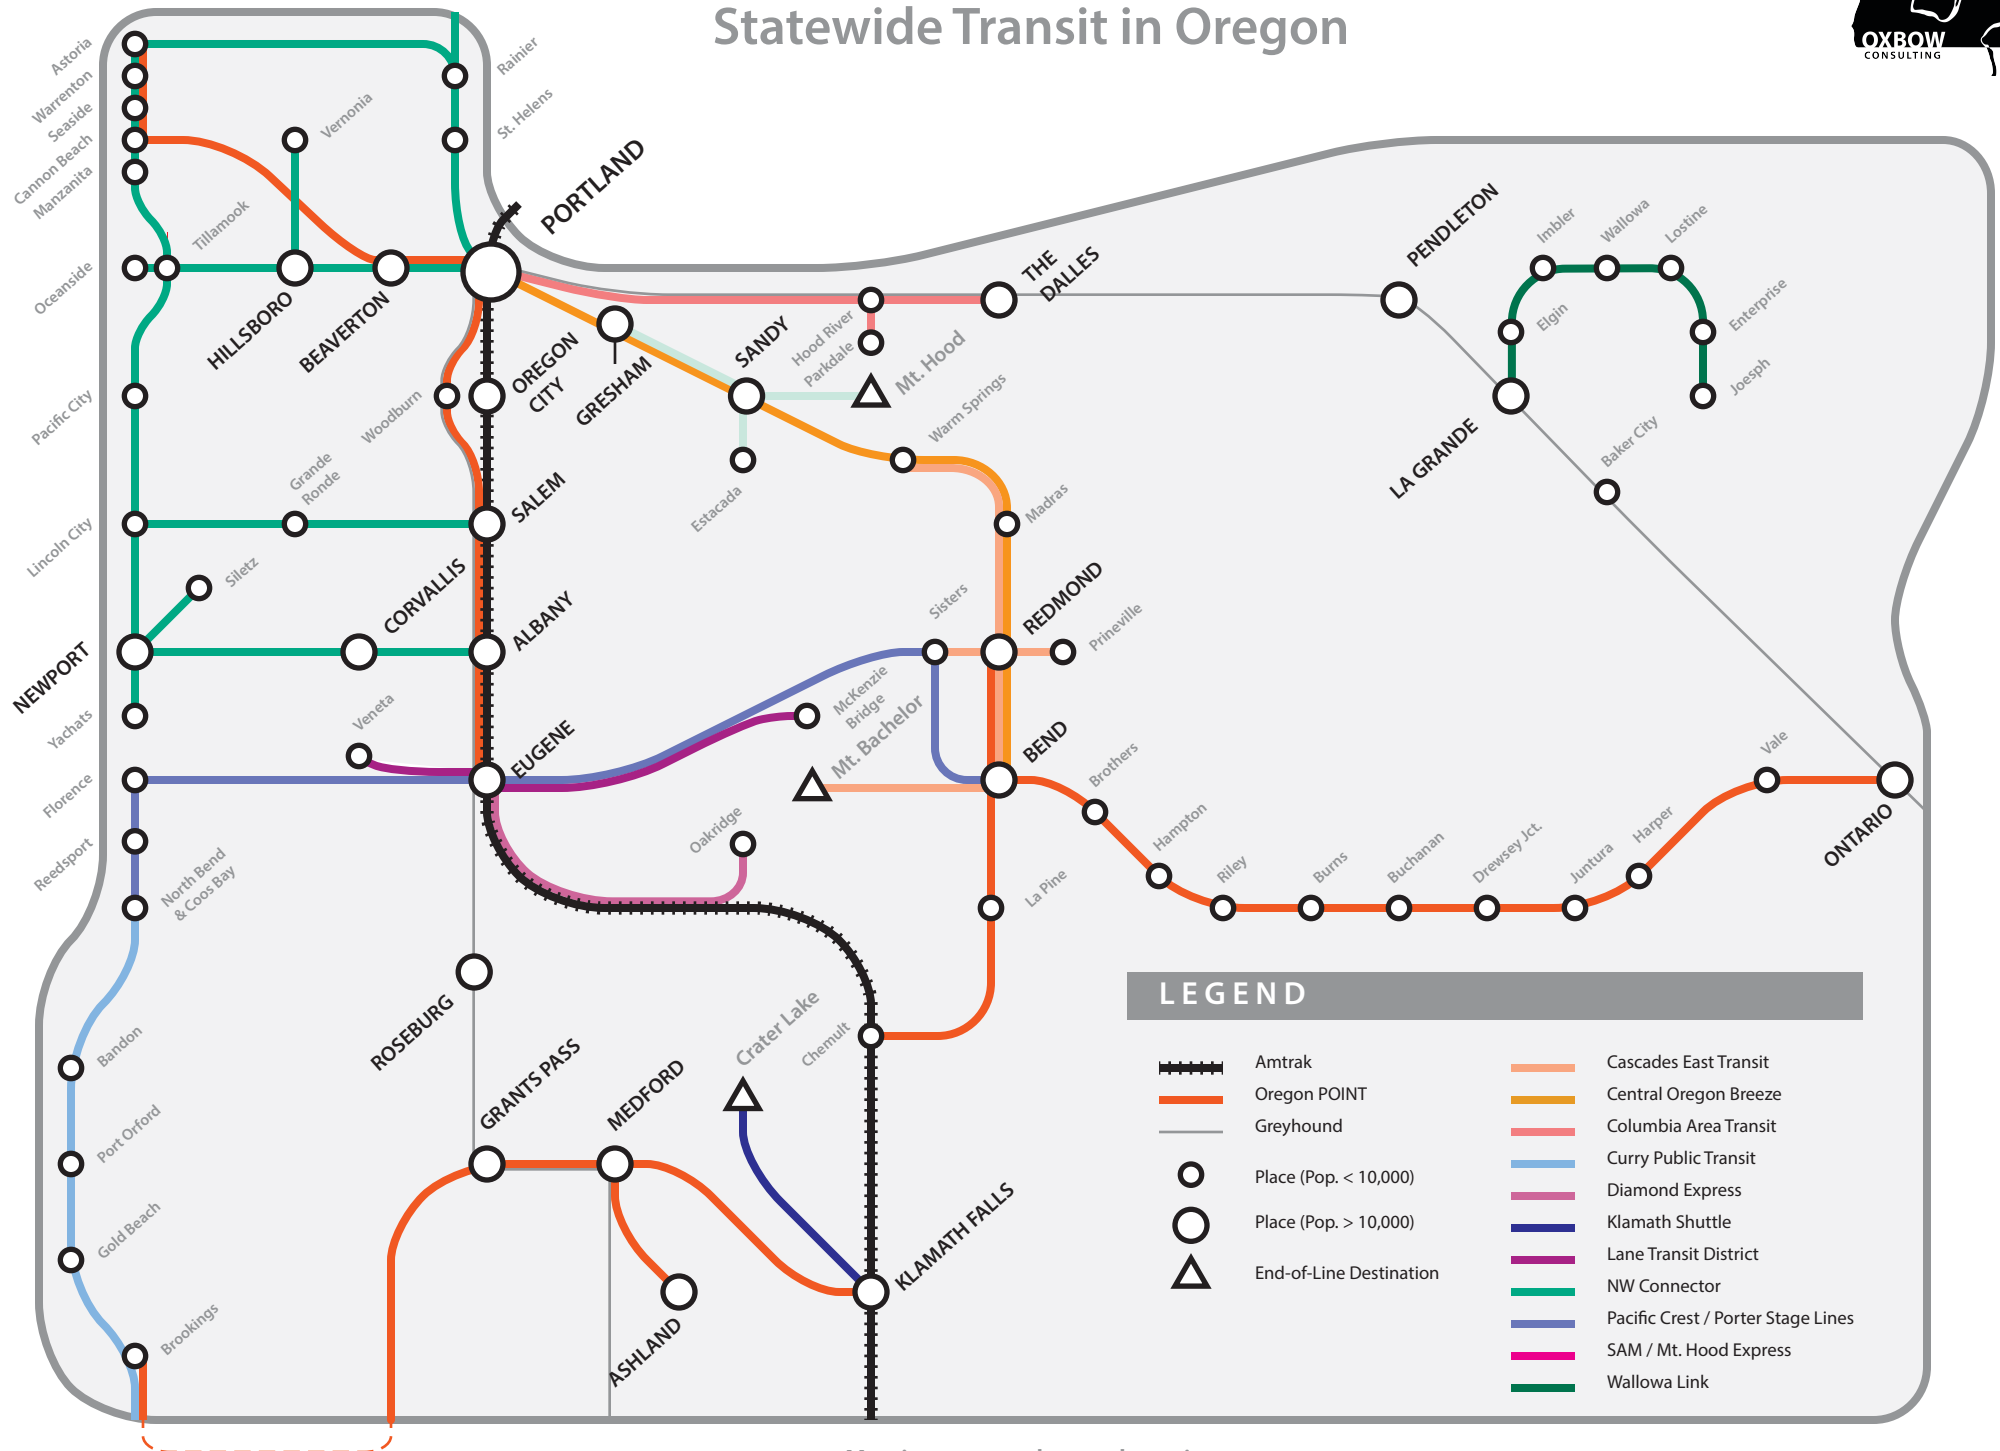 Statewide Transit in Oregon
OXBOW
CONSULTING
Astoria
Warrenton
Seaside
Cannon Beach
Manzanita
Rainier
St. Helens
Vernonia
Tillamook
Oceanside
PORTLAND
HILLSBORO
BEAVERTON
OREGON
CITY
GRESHAM
SANDY
Hood River
Parkdale
Mt. Hood
THE
DALLES
PENDLETON
Imbler
Wallowa
Lostine
Elgin
Enterprise
Joesph
LA GRANDE
Baker City
Pacific City
Woodburn
Warm Springs
Estacada
Madras
Grande
Ronde
Lincoln City
SALEM
Siletz
CORVALLIS
ALBANY
Sisters
REDMOND
Prineville
NEWPORT
Yachats
Veneta
EUGENE
McKenzie
Bridge
Mt. Bachelor
BEND
Brothers
Hampton
Riley
Burns
Buchanan
Drewsey Jct.
Juntura
Harper
Vale
ONTARIO
Florence
Reedsport
North Bend
& Coos Bay
Oakridge
La Pine
Bandon
Port Orford
Gold Beach
Brookings
ROSEBURG
GRANTS PASS
MEDFORD
Crater Lake
Chemult
ASHLAND
KLAMATH FALLS
LEGEND
Amtrak
Oregon POINT
Greyhound
Place (Pop. < 10,000)
Place (Pop. > 10,000)
End-of-Line Destination
Cascades East Transit
Central Oregon Breeze
Columbia Area Transit
Curry Public Transit
Diamond Express
Klamath Shuttle
Lane Transit District
NW Connector
Pacific Crest / Porter Stage Lines
SAM / Mt. Hood Express
Wallowa Link